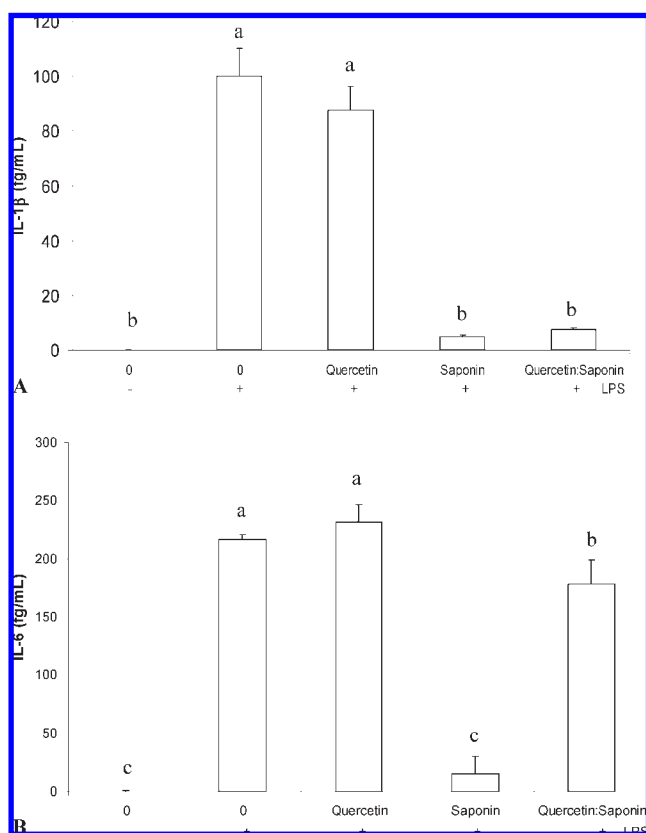 120
a
a
100
80
60
IL-1β (fg/mL)
40
20
b
b
b
0
0 0 Quercetin Saponin Quercetin:Saponin
A - + + + + LPS
300
a
250
a
b
200
IL-6 (fg/mL)
150
100
50
c
c
0
0 0 Quercetin Saponin Quercetin:Saponin
B + + + + LPS